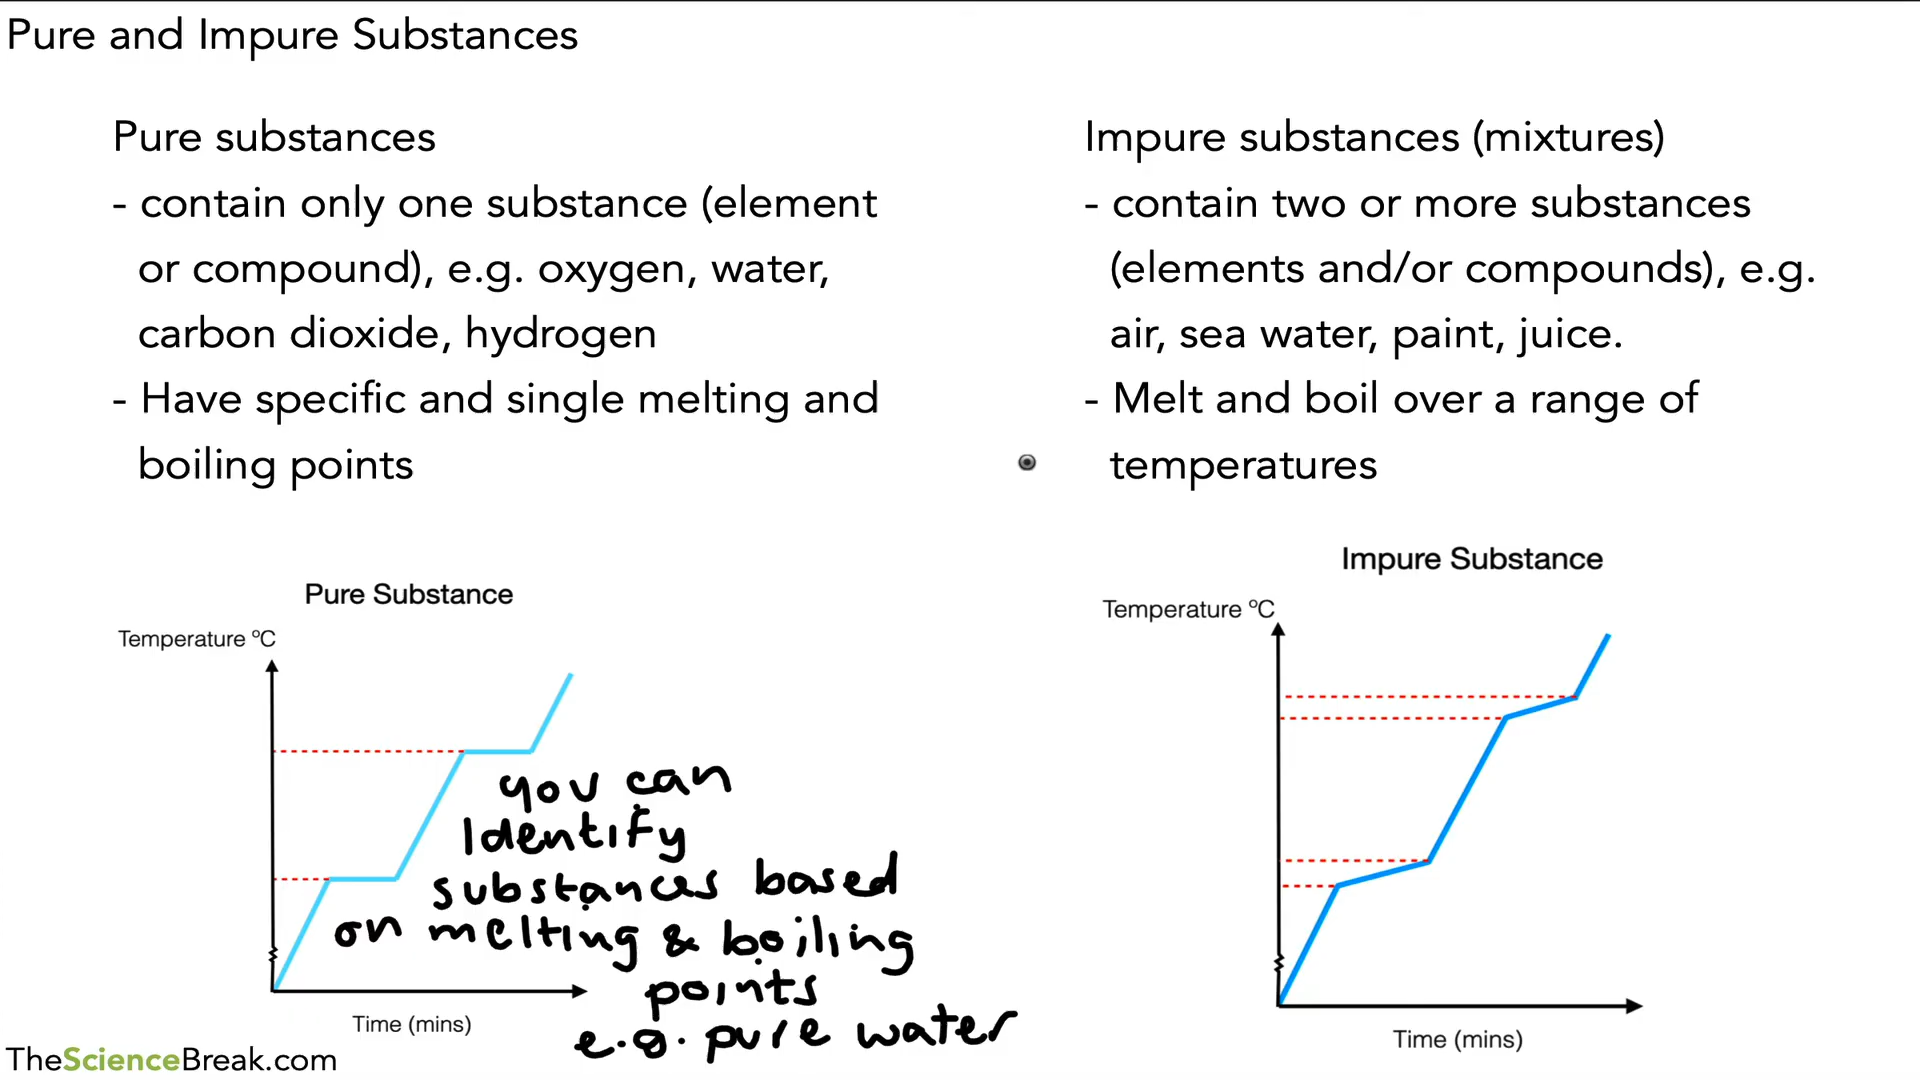 Pure and Impure Substances
Pure substances
- contain only one substance (element
or compound), e.g. oxygen, water,
carbon dioxide, hydrogen
- Have specific and single melting and
boiling points
Impure substances (mixtures)
- contain two or more substances
(elements and/or compounds), e.g.
air, sea water, paint, juice.
- Melt and boil over a range of
temperatures
Pure Substance
Temperature ºC
you can
Identify
substances based
on melting & boiling
points
e.g. pure water
Time (mins)
Impure Substance
Temperature ºC
Time (mins)
TheScienceBreak.com